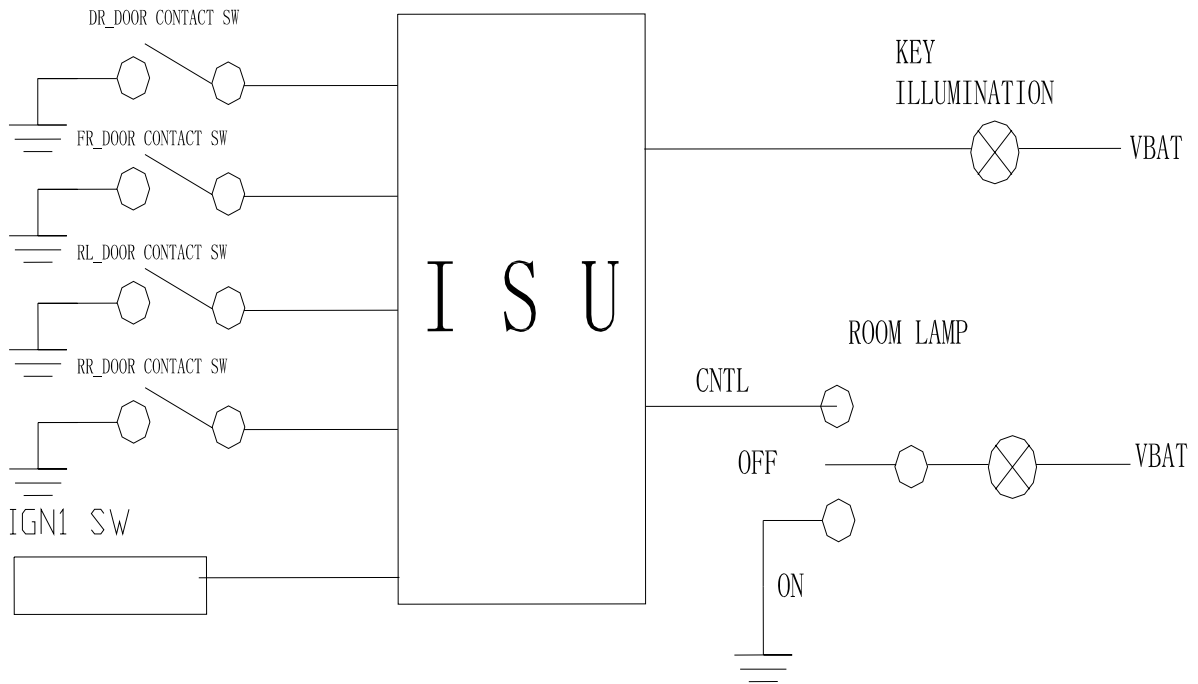 DR_DOOR CONTACT SW
KEY
ILLUMINATION
VBAT
FR_DOOR CONTACT SW
RL_DOOR CONTACT SW
I S U
ROOM LAMP
RR_DOOR CONTACT SW
CNTL
OFF
VBAT
IGN1 SW
ON